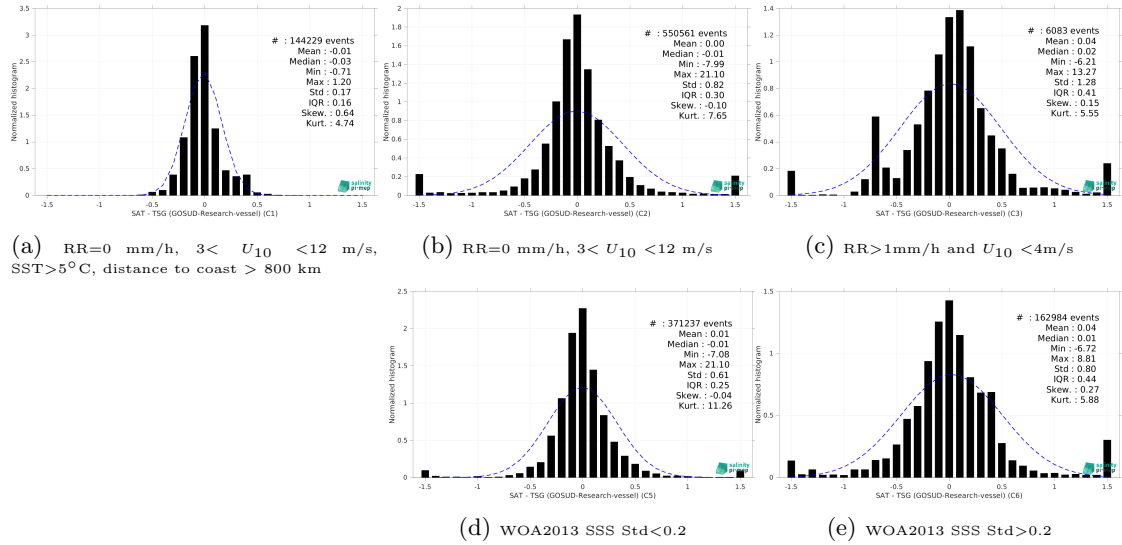 3.5
3
2.5
2
1.5
1
0.5
0
Normalized histogram
# : 144229 events
Mean : -0.01
Median : -0.03
Min : -0.71
Max : 1.20
Std : 0.17
IQR : 0.16
Skew. : 0.64
Kurt. : 4.74
salinity
pi-mep
-1.5 -1 -0.5 0 0.5 1 1.5
SAT - TSG (GOSUD-Research-vessel) (C1)
(a) RR=0 mm/h, 3< U10 <12 m/s,
SST>5°C, distance to coast > 800 km
2
1.8
1.6
1.4
1.2
1
0.8
0.6
0.4
0.2
0
Normalized histogram
# : 550561 events
Mean : 0.00
Median : -0.01
Min : -7.99
Max : 21.10
Std : 0.82
IQR : 0.30
Skew. : -0.10
Kurt. : 7.65
salinity
pi-mep
-1.5 -1 -0.5 0 0.5 1 1.5
SAT - TSG (GOSUD-Research-vessel) (C2)
(b) RR=0 mm/h, 3< U10 <12 m/s
1.4
1.2
1
0.8
0.6
0.4
0.2
0
Normalized histogram
# : 6083 events
Mean : 0.04
Median : 0.02
Min : -6.21
Max : 13.27
Std : 1.28
IQR : 0.41
Skew. : 0.15
Kurt. : 5.55
salinity
pi-mep
-1.5 -1 -0.5 0 0.5 1 1.5
SAT - TSG (GOSUD-Research-vessel) (C3)
(c) RR>1mm/h and U10 <4m/s
2.5
2
1.5
1
0.5
0
Normalized histogram
# : 371237 events
Mean : 0.01
Median : -0.01
Min : -7.08
Max : 21.10
Std : 0.61
IQR : 0.25
Skew. : -0.04
Kurt. : 11.26
salinity
pi-mep
-1.5 -1 -0.5 0 0.5 1 1.5
SAT - TSG (GOSUD-Research-vessel) (C5)
(d) WOA2013 SSS Std<0.2
1.5
1
0.5
0
Normalized histogram
# : 162984 events
Mean : 0.04
Median : 0.01
Min : -6.72
Max : 8.81
Std : 0.80
IQR : 0.44
Skew. : 0.27
Kurt. : 5.88
salinity
pi-mep
-1.5 -1 -0.5 0 0.5 1 1.5
SAT - TSG (GOSUD-Research-vessel) (C6)
(e) WOA2013 SSS Std>0.2